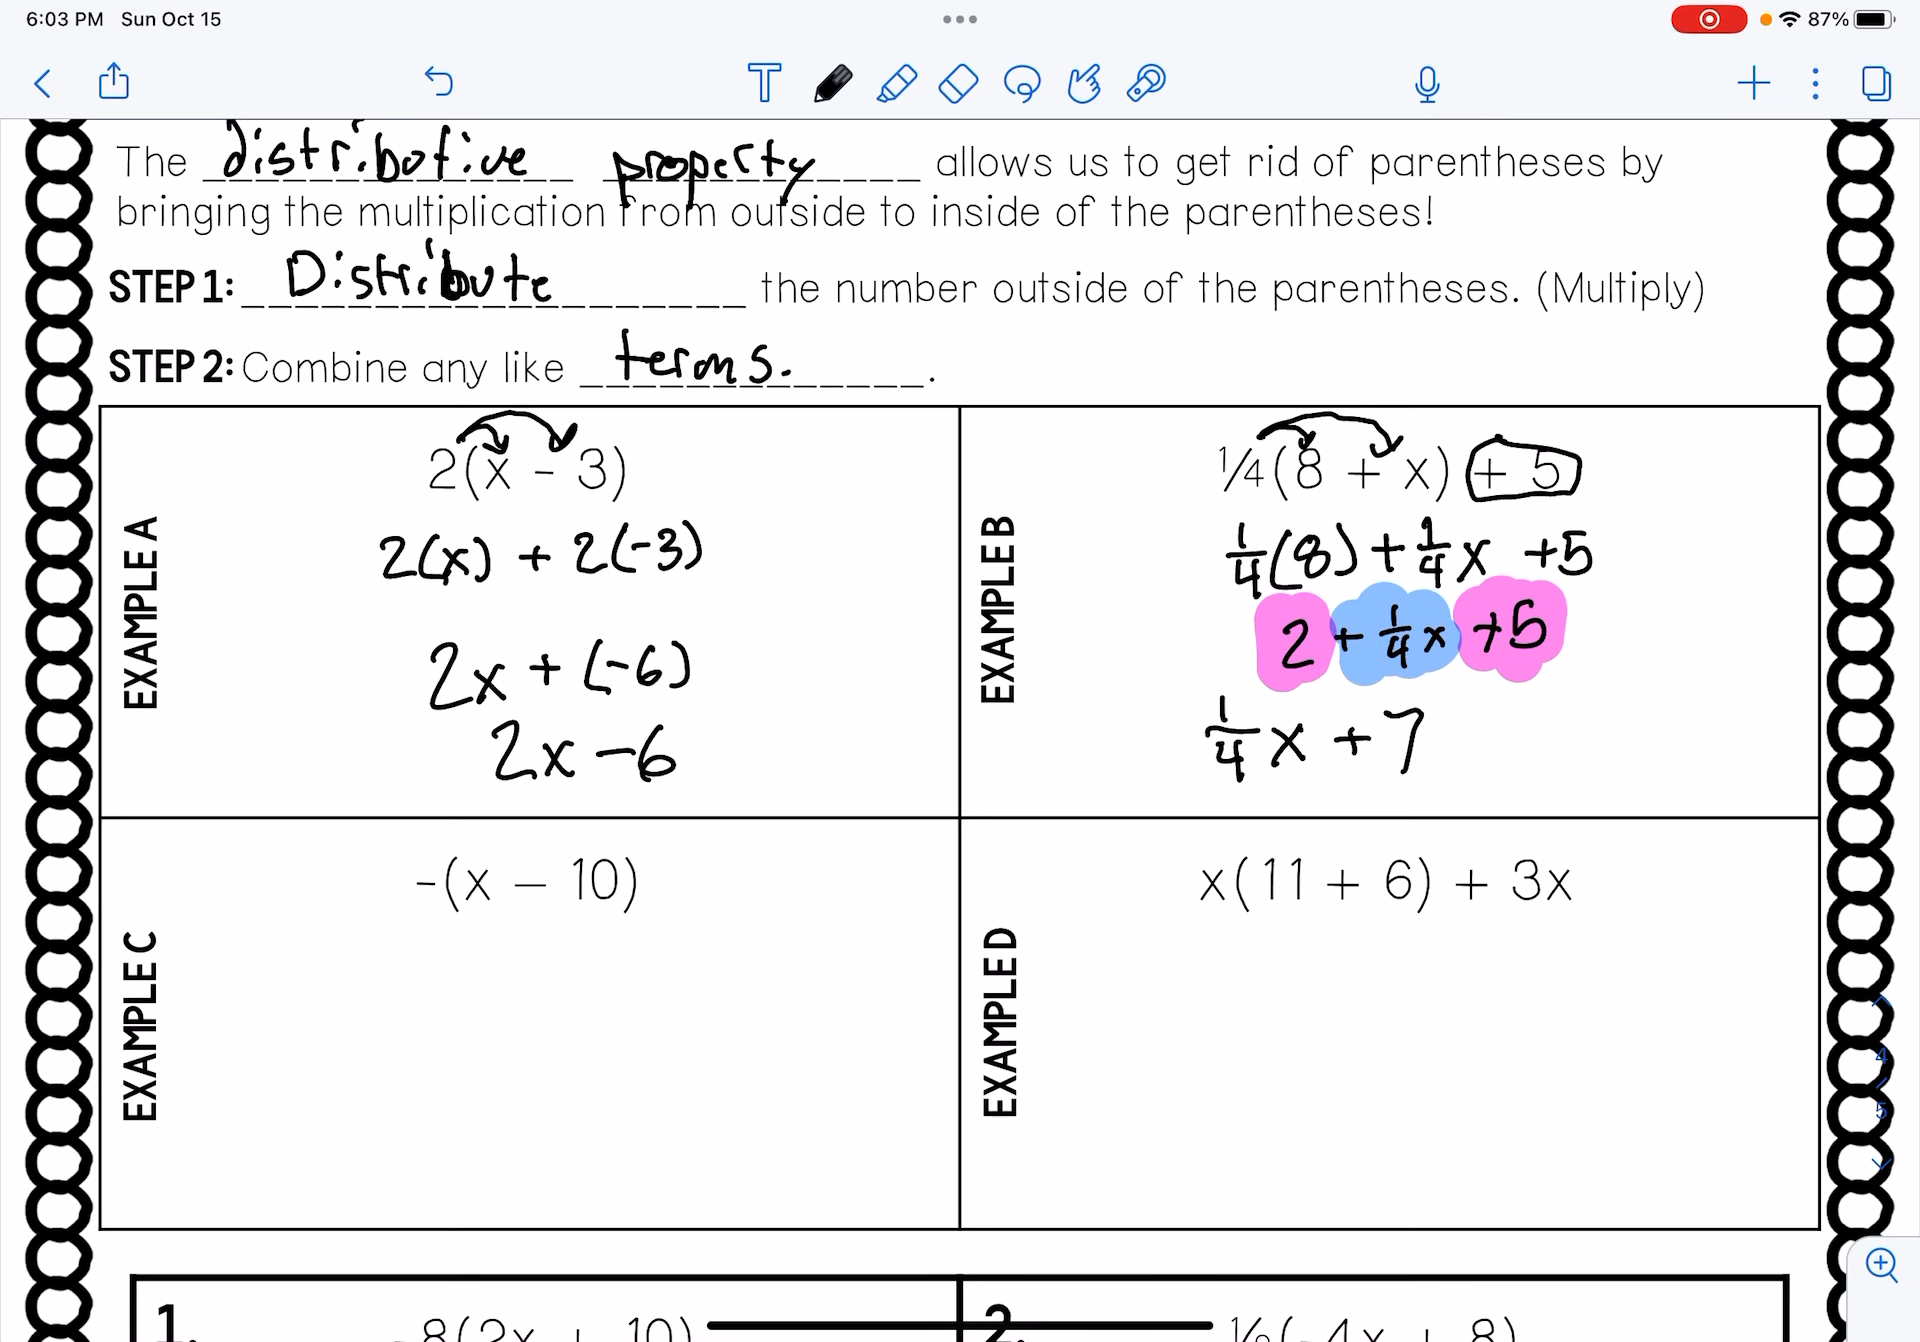 6:03 PM Sun Oct 15
87%
The distributive property allows us to get rid of parentheses by
bringing the multiplication from outside to inside of the parentheses!
STEP 1: Distribute the number outside of the parentheses. (Multiply)
STEP 2: Combine any like terms.
EXAMPLE A
2(x - 3)
2(x) + 2(-3)
2x + (-6)
2x - 6
EXAMPLE B
¼(8 + x) + 5
1/4(8) + 1/4x + 5
2 + 1/4x + 5
1/4x + 7
EXAMPLE C
-(x – 10)
EXAMPLE D
x(11 + 6) + 3x
4/5
1.
2.